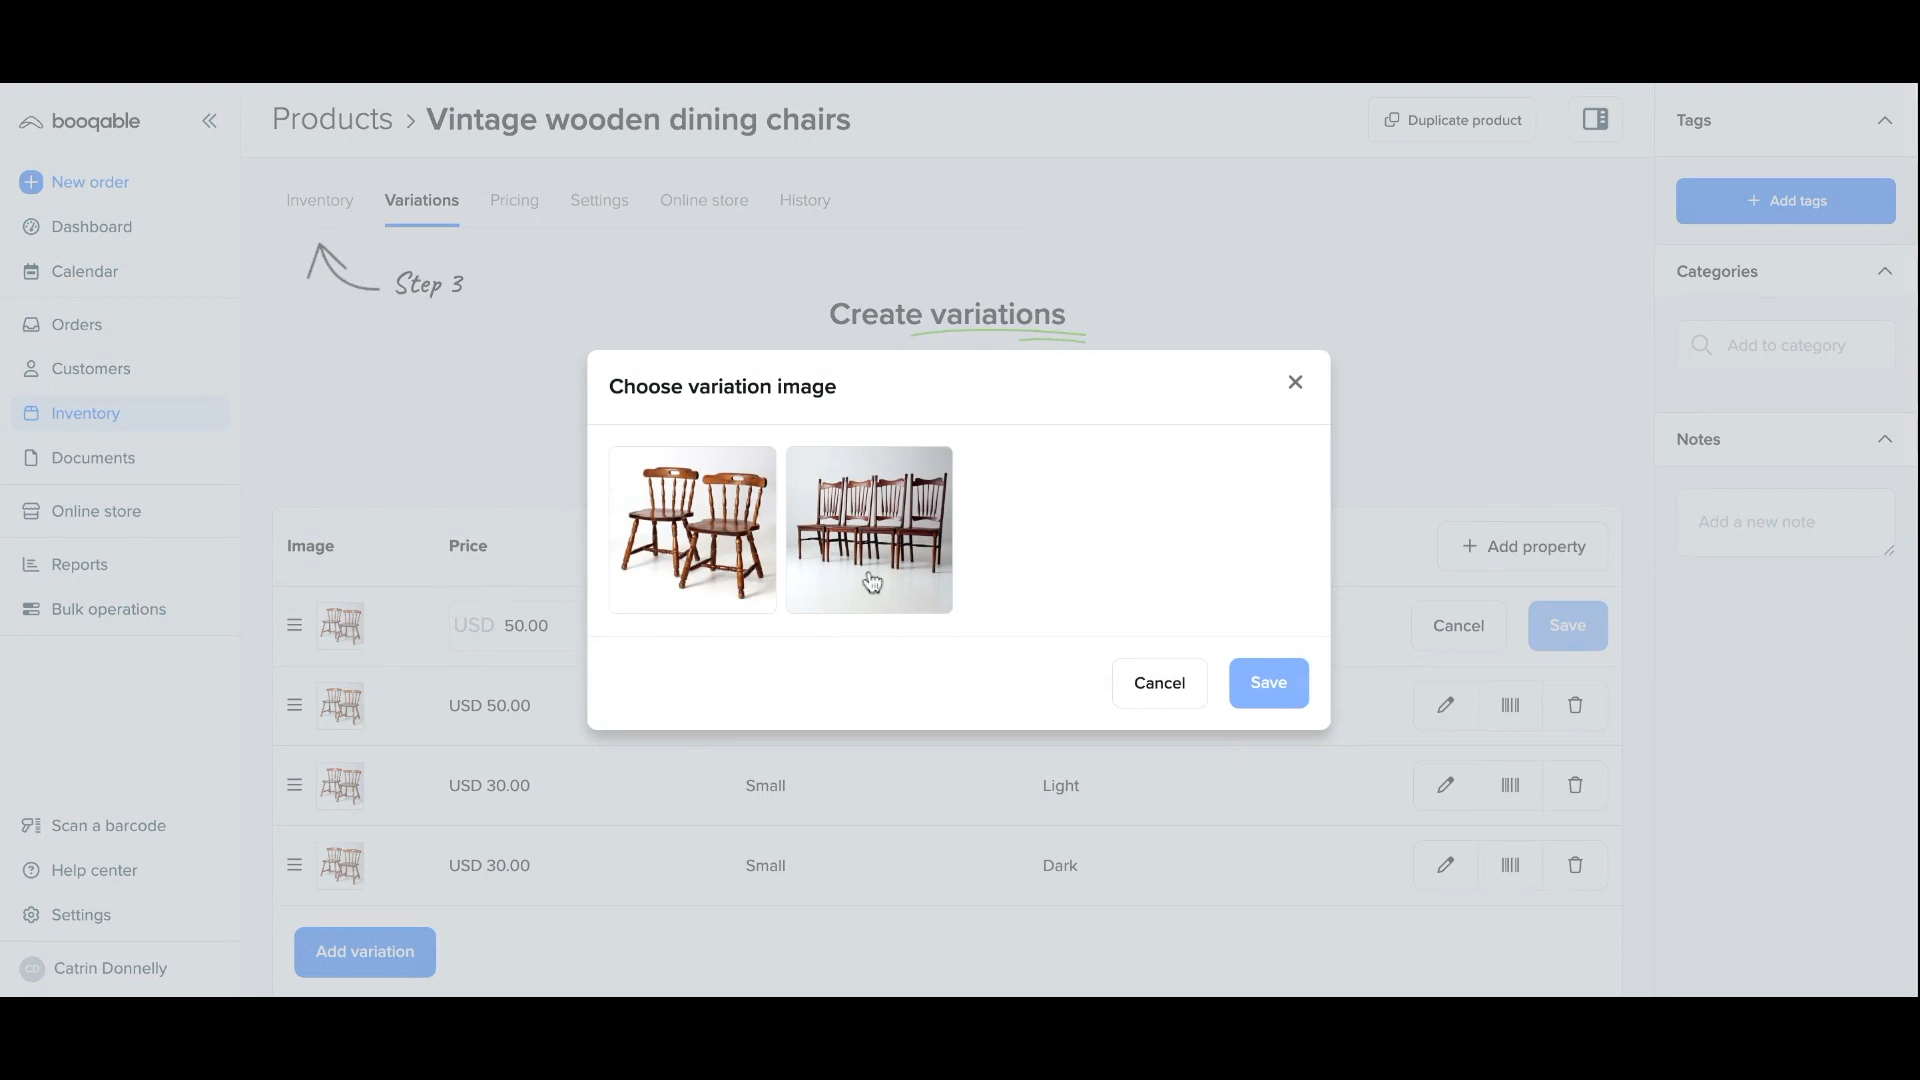 booqable
Products > Vintage wooden dining chairs
Duplicate product
Tags
New order
Dashboard
Calendar
Orders
Customers
Inventory
Documents
Online store
Reports
Bulk operations
Scan a barcode
Help center
Settings
CD Catrin Donnelly
Inventory Variations Pricing Settings Online store History
Step 3
Create variations
Choose variation image
Cancel Save
Image Price
+ Add property
USD 50.00
Cancel Save
USD 50.00
USD 30.00 Small Light
USD 30.00 Small Dark
Add variation
+ Add tags
Categories
Add to category
Notes
Add a new note